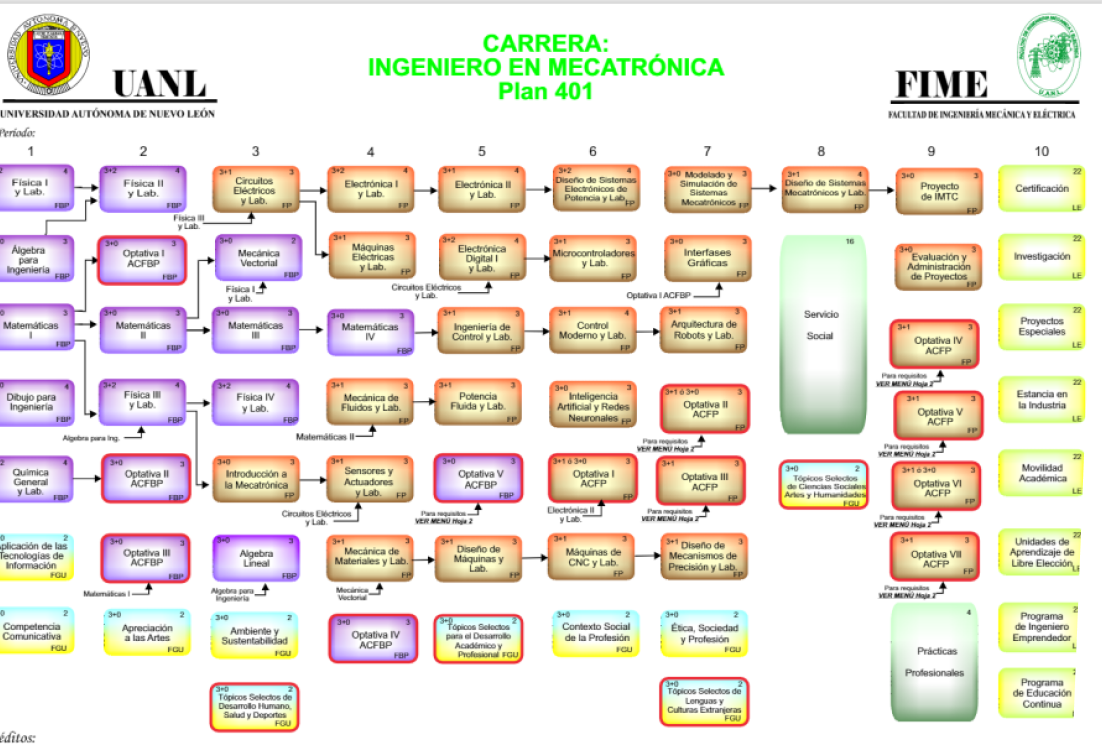 CARRERA:
INGENIERO EN MECATRÓNICA
Plan 401
UANL
UNIVERSIDAD AUTÓNOMA DE NUEVO LEÓN
FIME
FACULTAD DE INGENIERÍA MECÁNICA Y ELÉCTRICA
Período:
1 2 3 4 5 6 7 8 9 10
2 4
Física I
y Lab.
FBP
3+2 4
Física II
y Lab.
FBP
3+1 3
Circuitos
Eléctricos
y Lab.
FP
Física III
y Lab.
3+2 4
Electrónica I
y Lab.
FP
3+1 4
Electrónica II
y Lab.
FP
3+2 4
Diseño de Sistemas
Electrónicos de
Potencia y Lab.
FP
3+0 3
Modelado y
Simulación de
Sistemas
Mecatrónicos
FP
3+1 4
Diseño de Sistemas
Mecatrónicos y Lab.
FP
3+0 3
Proyecto
de IMTC
FP
22
Certificación
LE
0 3
Álgebra
para
Ingeniería
FBP
3+0 3
Optativa I
ACFBP
FBP
3+0 2
Mecánica
Vectorial
FBP
Física I
y Lab.
3+1 3
Máquinas
Eléctricas
y Lab.
FP
3+2 4
Electrónica
Digital I
y Lab.
FP
Circuitos Eléctricos
y Lab.
3+1 3
Microcontroladores
y Lab.
FP
3+0 3
Interfases
Gráficas
FP
Optativa I ACFBP
16
Servicio
Social
3+0 3
Evaluación y
Administración
de Proyectos
FP
22
Investigación
LE
0 3
Matemáticas
I
FBP
3+0 3
Matemáticas
II
FBP
3+0 3
Matemáticas
III
FBP
3+0 3
Matemáticas
IV
FBP
3+1 3
Ingeniería de
Control y Lab.
FP
3+1 4
Control
Moderno y Lab.
FP
3+1 3
Arquitectura de
Robots y Lab.
FP
3+1 3
Optativa IV
ACFP
FP
Para requisitos
VER MENÚ Hoja 2
22
Proyectos
Especiales
LE
0 4
Dibujo para
Ingeniería
FBP
3+2 4
Física III
y Lab.
FBP
Algebra para Ing.
3+2 4
Física IV
y Lab.
FBP
3+1 3
Mecánica de
Fluidos y Lab.
FP
Matemáticas II
3+1 3
Potencia
Fluida y Lab.
FP
3+0 3
Inteligencia
Artificial y Redes
Neuronales
FP
3+1 ó 3+0 3
Optativa II
ACFP
FP
Para requisitos
VER MENÚ Hoja 2
3+1 3
Optativa V
ACFP
FP
Para requisitos
VER MENÚ Hoja 2
22
Estancia en
la Industria
LE
2 4
Química
General
y Lab.
FBP
3+0 3
Optativa II
ACFBP
FBP
3+0 3
Introducción a
la Mecatrónica
FP
3+1 3
Sensores y
Actuadores
y Lab.
FP
Circuitos Eléctricos
y Lab.
3+0 3
Optativa V
ACFBP
FBP
Para requisitos
VER MENÚ Hoja 2
3+1 ó 3+0 3
Optativa I
ACFP
FP
Electrónica II
y Lab.
3+1 3
Optativa III
ACFP
FP
Para requisitos
VER MENÚ Hoja 2
3+0 2
Tópicos Selectos
de Ciencias Sociales
Artes y Humanidades
FGU
3+1 ó 3+0 3
Optativa VI
ACFP
FP
Para requisitos
VER MENÚ Hoja 2
22
Movilidad
Académica
LE
0 2
plicación de las
Tecnologías de
Información
FGU
3+0 3
Optativa III
ACFBP
FBP
Matemáticas I
3+0 3
Algebra
Lineal
FBP
Algebra para
Ingeniería
3+1 3
Mecánica de
Materiales y Lab.
FP
Mecánica
Vectorial
3+1 3
Diseño de
Máquinas y
Lab.
FP
3+1 3
Máquinas de
CNC y Lab.
FP
3+1 3
Diseño de
Mecanismos de
Precisión y Lab.
FP
3+1 3
Optativa VII
ACFP
FP
Para requisitos
VER MENÚ Hoja 2
22
Unidades de
Aprendizaje de
Libre Elección
0 2
Competencia
Comunicativa
FGU
3+0 2
Apreciación
a las Artes
FGU
3+0 2
Ambiente y
Sustentabilidad
FGU
3+0 3
Optativa IV
ACFBP
FBP
3+0 2
Tópicos Selectos
para el Desarrollo
Académico y
Profesional FGU
3+0 2
Contexto Social
de la Profesión
FGU
3+0 2
Ética, Sociedad
y Profesión
FGU
4
Prácticas
Profesionales
2
Programa
de Ingeniero
Emprendedor
L
3+0 2
Tópicos Selectos de
Desarrollo Humano,
Salud y Deportes
FGU
3+0 2
Tópicos Selectos de
Lenguas y
Culturas Extranjeras
FGU
Programa
de Educación
Continua
éditos: